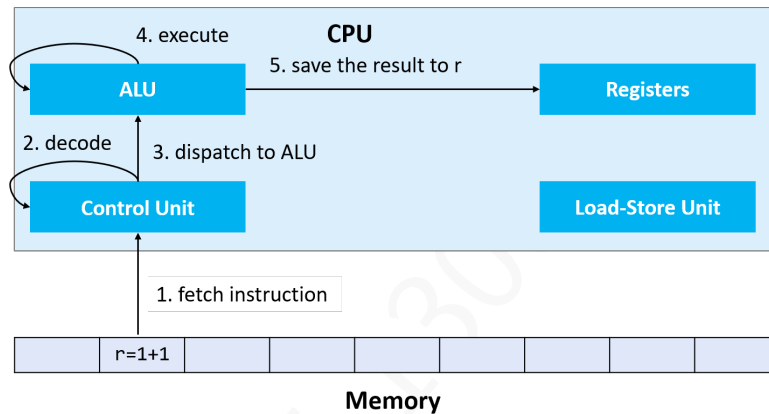 4. execute
CPU
5. save the result to r
ALU
Registers
2. decode
3. dispatch to ALU
Control Unit
Load-Store Unit
1. fetch instruction
r=1+1
Memory